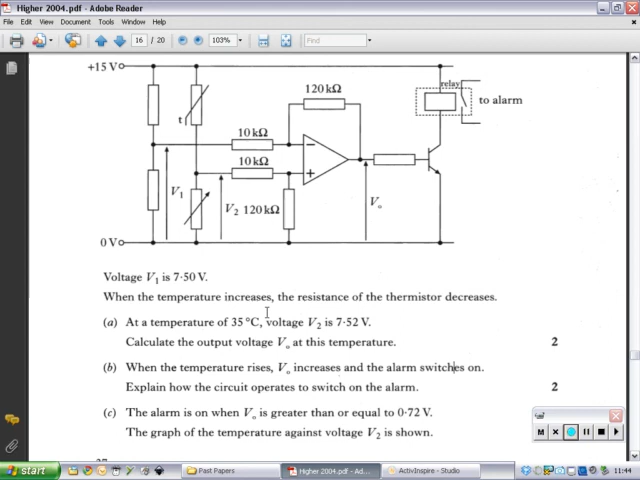 Higher 2004.pdf - Adobe Reader
File Edit View Document Tools Window Help
16 / 20
103%
Find
+15 V
120 kΩ
relay
to alarm
t
10 kΩ
10 kΩ
−
+
V1
V2 120 kΩ
Vo
0 V
Voltage V1 is 7·50 V.
When the temperature increases, the resistance of the thermistor decreases.
(a) At a temperature of 35 °C, voltage V2 is 7·52 V.
Calculate the output voltage Vo at this temperature. 2
(b) When the temperature rises, Vo increases and the alarm switches on.
Explain how the circuit operates to switch on the alarm. 2
(c) The alarm is on when Vo is greater than or equal to 0·72 V.
The graph of the temperature against voltage V2 is shown.
M
start
Past Papers
Higher 2004.pdf - Ad...
ActivInspire - Studio
11:44